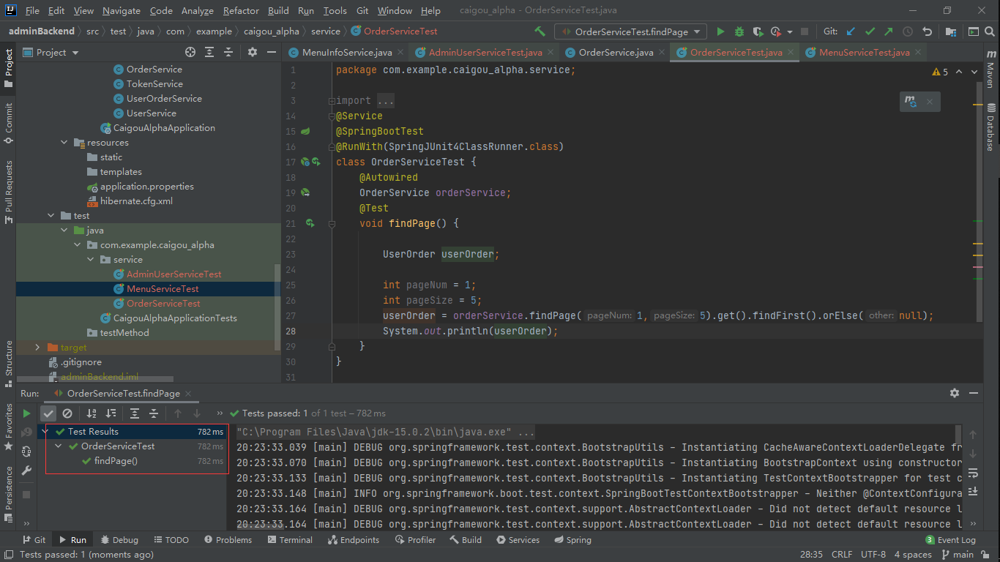 File Edit View Navigate Code Analyze Refactor Build Run Tools Git Window Help caigou_alpha - OrderServiceTest.java
adminBackend src test java com example caigou_alpha service OrderServiceTest OrderServiceTest.findPage Git:
Project
MenuInfoService.java AdminUserServiceTest.java OrderService.java OrderServiceTest.java MenuServiceTest.java
Project
Commit
Pull Requests
Structure
Favorites
Persistence
Maven
Database
OrderService
TokenService
UserOrderService
UserService
CaigouAlphaApplication
resources
static
templates
application.properties
hibernate.cfg.xml
test
java
com.example.caigou_alpha
service
AdminUserServiceTest
MenuServiceTest
OrderServiceTest
CaigouAlphaApplicationTests
testMethod
target
.gitignore
adminBackend.iml
5
1 package com.example.caigou_alpha.service;
2
3 import ...
14 @Service
15 @SpringBootTest
16 @RunWith(SpringJUnit4ClassRunner.class)
17 class OrderServiceTest {
18 @Autowired
19 OrderService orderService;
20 @Test
21 void findPage() {
22
23 UserOrder userOrder;
24
25 int pageNum = 1;
26 int pageSize = 5;
27 userOrder = orderService.findPage( pageNum: 1, pageSize: 5).get().findFirst().orElse( other: null);
28 System.out.println(userOrder);
29 }
30 }
31
Run: OrderServiceTest.findPage
Tests passed: 1 of 1 test – 782 ms
Test Results 782 ms
OrderServiceTest 782 ms
findPage() 782 ms
"C:\Program Files\Java\jdk-15.0.2\bin\java.exe" ...
20:23:33.039 [main] DEBUG org.springframework.test.context.BootstrapUtils - Instantiating CacheAwareContextLoaderDelegate fr
20:23:33.070 [main] DEBUG org.springframework.test.context.BootstrapUtils - Instantiating BootstrapContext using constructor
20:23:33.133 [main] DEBUG org.springframework.test.context.BootstrapUtils - Instantiating TestContextBootstrapper for test c
20:23:33.148 [main] INFO org.springframework.boot.test.context.SpringBootTestContextBootstrapper - Neither @ContextConfigura
20:23:33.164 [main] DEBUG org.springframework.test.context.support.AbstractContextLoader - Did not detect default resource l
20:23:33.164 [main] DEBUG org.springframework.test.context.support.AbstractContextLoader - Did not detect default resource l
Git Run Debug TODO Problems Terminal Endpoints Profiler Build Services Spring 3 Event Log
Tests passed: 1 (moments ago) 28:35 CRLF UTF-8 4 spaces main